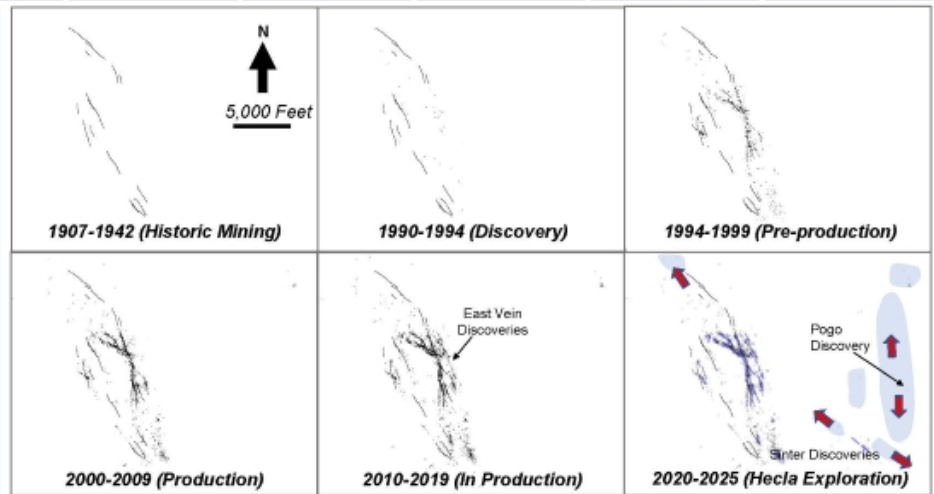 N
5,000 Feet
1907-1942 (Historic Mining)
1990-1994 (Discovery)
1994-1999 (Pre-production)
East Vein
Discoveries
2000-2009 (Production)
2010-2019 (In Production)
Pogo
Discovery
Sinter Discoveries
2020-2025 (Hecla Exploration)